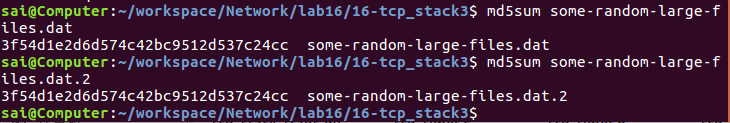 sai@Computer:~/workspace/Network/lab16/16-tcp_stack3$ md5sum some-random-large-f
iles.dat
3f54d1e2d6d574c42bc9512d537c24cc  some-random-large-files.dat
sai@Computer:~/workspace/Network/lab16/16-tcp_stack3$ md5sum some-random-large-f
iles.dat.2
3f54d1e2d6d574c42bc9512d537c24cc  some-random-large-files.dat.2
sai@Computer:~/workspace/Network/lab16/16-tcp_stack3$